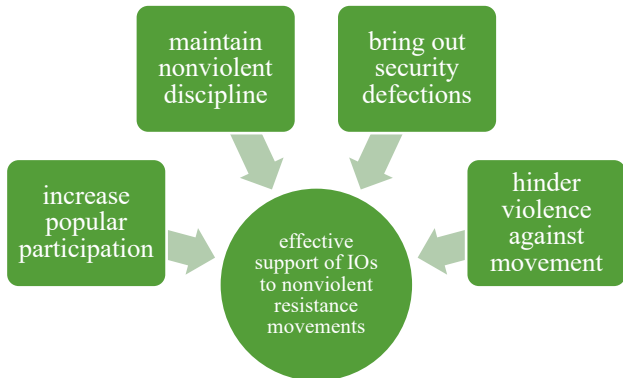 increase
popular
participation
maintain
nonviolent
discipline
bring out
security
defections
hinder
violence
against
movement
effective
support of IOs
to nonviolent
resistance
movements